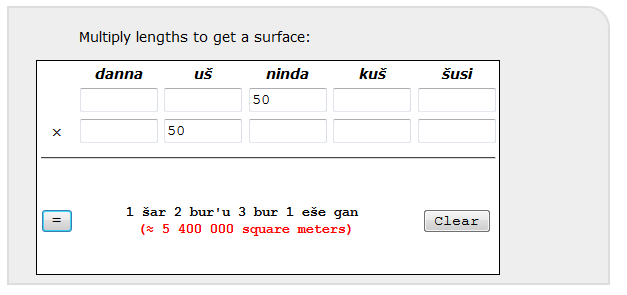 Multiply lengths to get a surface:
danna uš ninda kuš šusi
50
× 50
= 1 šar 2 bur'u 3 bur 1 eše gan Clear
(≈ 5 400 000 square meters)